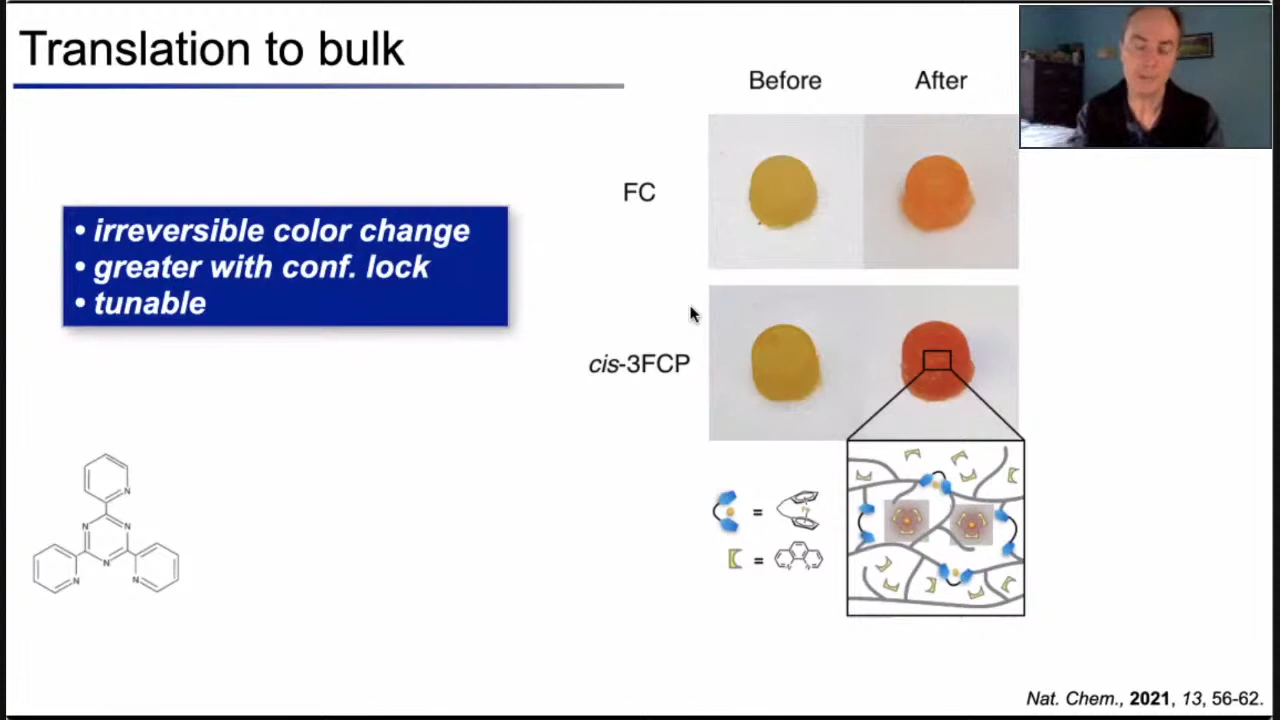 Translation to bulk
Before After
FC
• irreversible color change
• greater with conf. lock
• tunable
cis-3FCP
N
N N
N
N N
=
=
Nat. Chem., 2021, 13, 56-62.